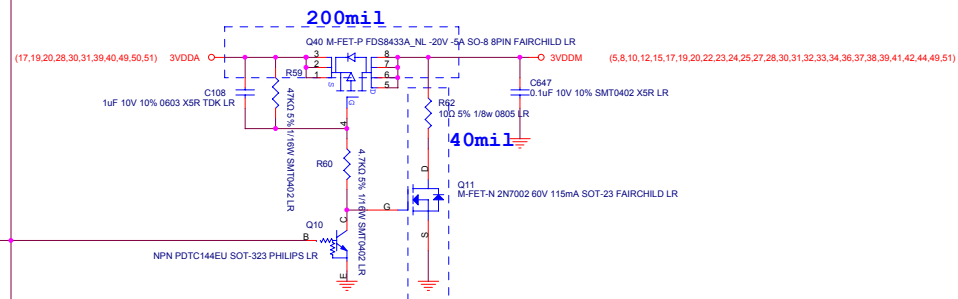 200mil
Q40 M-FET-P FDS8433A_NL -20V -5A SO-8 8PIN FAIRCHILD LR
(17,19,20,28,30,31,39,40,49,50,51) 3VDDA
3VDDM (5,8,10,12,15,17,19,20,22,23,24,25,27,28,30,31,32,33,34,36,37,38,39,41,42,44,49,51)
3
2
1
8
7
6
5
S
D
G
4
R59
47KΩ 5% 1/16W SMT0402 LR
C108
1uF 10V 10% 0603 X5R TDK LR
R62
10Ω 5% 1/8w 0805 LR
C647
0.1uF 10V 10% SMT0402 X5R LR
40mil
R60
4.7KΩ 5% 1/16W SMT0402 LR
D
Q11
M-FET-N 2N7002 60V 115mA SOT-23 FAIRCHILD LR
G
S
Q10
C
B
E
NPN PDTC144EU SOT-323 PHILIPS LR